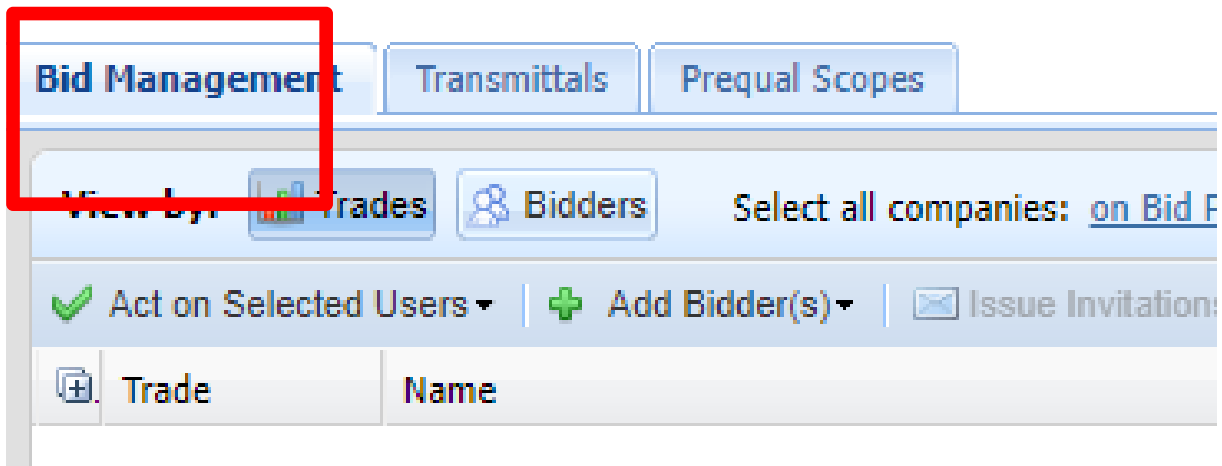 Bid Management Transmittals Prequal Scopes
View by: Trades Bidders Select all companies: on Bid
Act on Selected Users Add Bidder(s) Issue Invitations
Trade Name